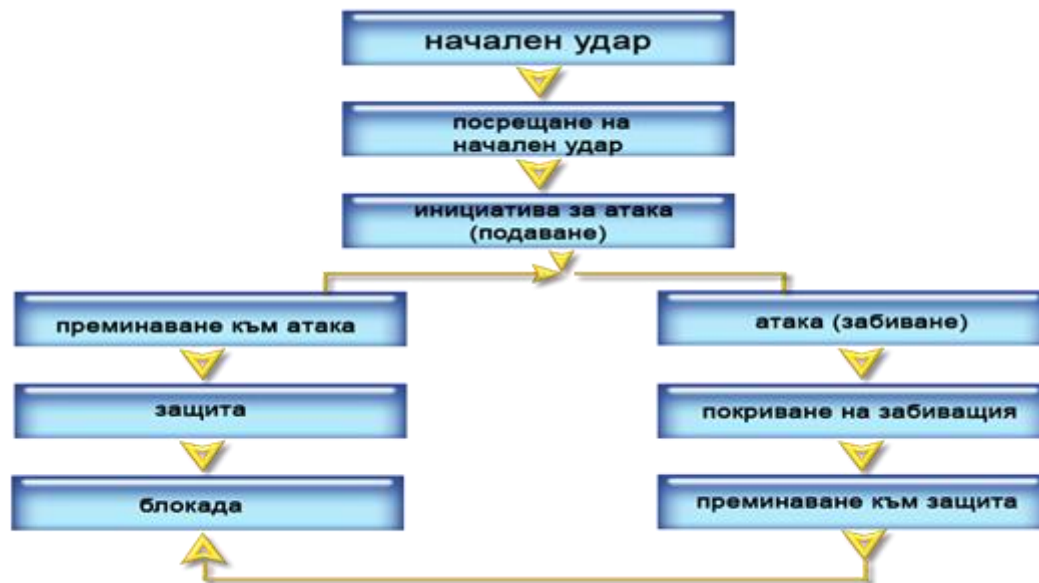 начален удар
посрещане на
начален удар
инициатива за атака
(подаване)
преминаване към атака
защита
блокада
атака (забиване)
покриване на забиващия
преминаване към защита